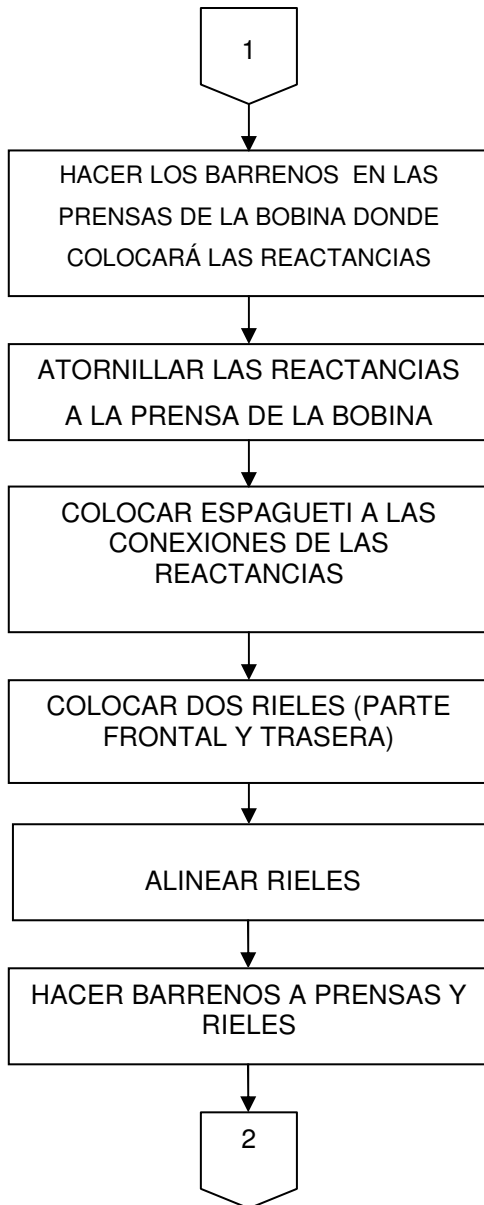 1
HACER LOS BARRENOS EN LAS
PRENSAS DE LA BOBINA DONDE
COLOCARÁ LAS REACTANCIAS
ATORNILLAR LAS REACTANCIAS
A LA PRENSA DE LA BOBINA
COLOCAR ESPAGUETI A LAS
CONEXIONES DE LAS
REACTANCIAS
COLOCAR DOS RIELES (PARTE
FRONTAL Y TRASERA)
ALINEAR RIELES
HACER BARRENOS A PRENSAS Y
RIELES
2